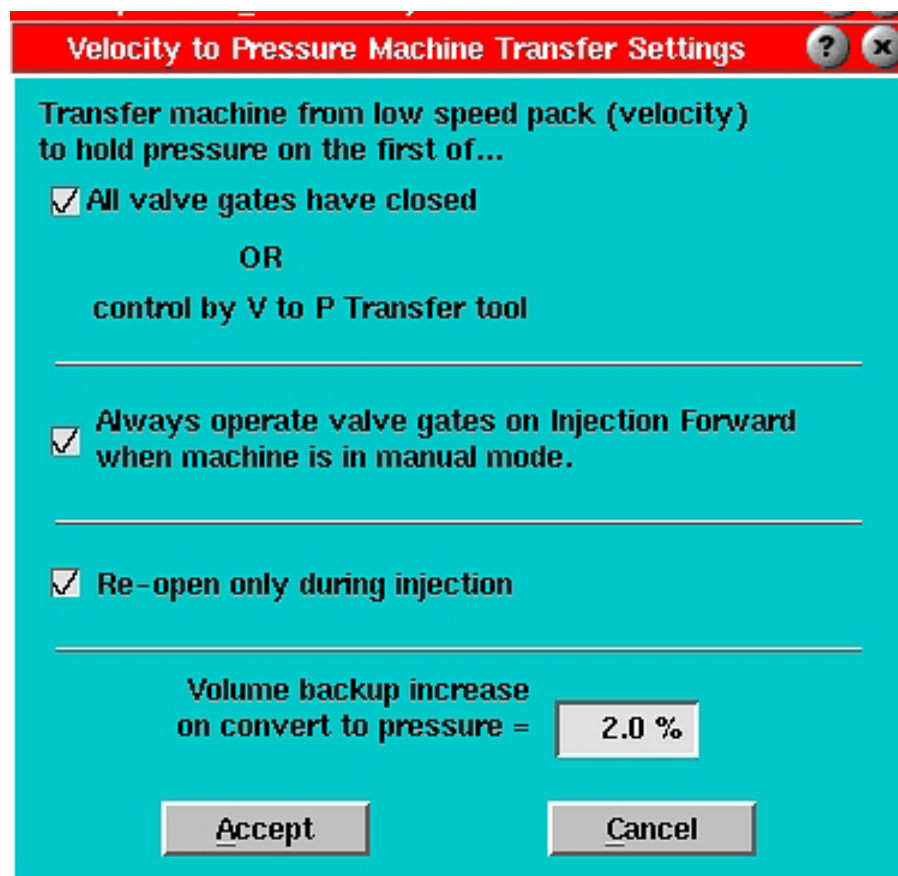 Velocity to Pressure Machine Transfer Settings ? x
Transfer machine from low speed pack (velocity)
to hold pressure on the first of...
All valve gates have closed
OR
control by V to P Transfer tool
Always operate valve gates on Injection Forward
when machine is in manual mode.
Re-open only during injection
Volume backup increase
on convert to pressure =
2.0 %
Accept
Cancel